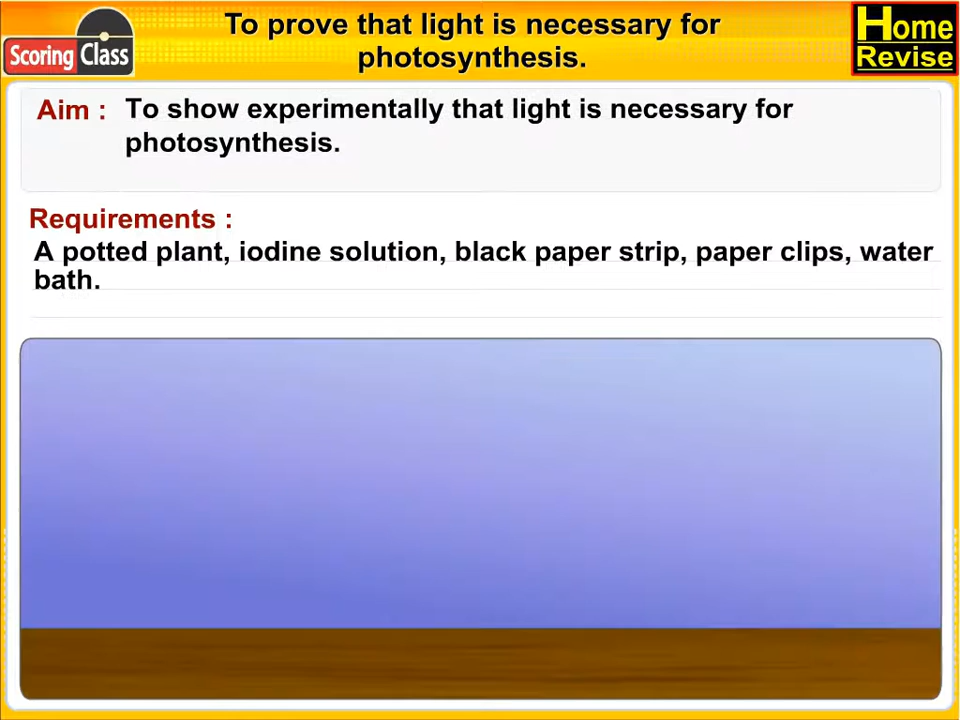 To prove that light is necessary for
photosynthesis.
Scoring Class
Home
Revise
Aim : To show experimentally that light is necessary for
photosynthesis.
Requirements :
A potted plant, iodine solution, black paper strip, paper clips, water
bath.